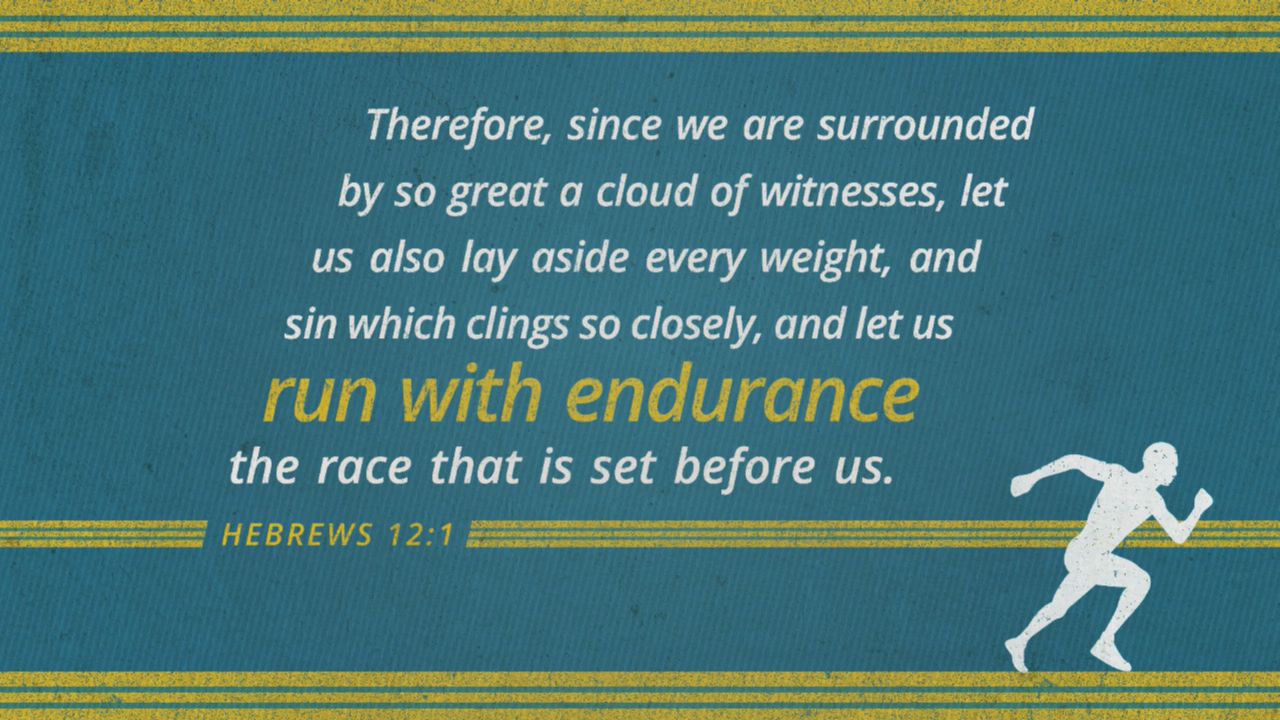 Therefore, since we are surrounded
by so great a cloud of witnesses, let
us also lay aside every weight, and
sin which clings so closely, and let us
run with endurance
the race that is set before us.
HEBREWS 12:1